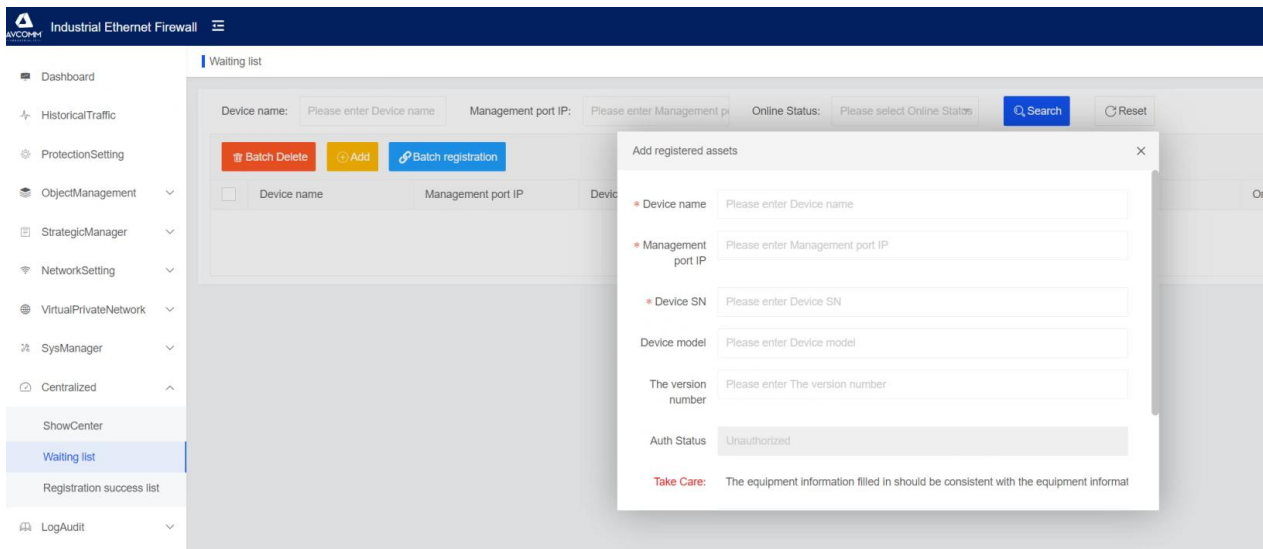 AVCOMM
Industrial Ethernet Firewall
Dashboard
HistoricalTraffic
ProtectionSetting
ObjectManagement
StrategicManager
NetworkSetting
VirtualPrivateNetwork
SysManager
Centralized
ShowCenter
Waiting list
Registration success list
LogAudit
Waiting list
Device name: Please enter Device name Management port IP: Please enter Management Online Status: Please select Online Status Search Reset
Batch Delete Add Batch registration
Device name Management port IP
Add registered assets
* Device name Please enter Device name
* Management Please enter Management port IP
port IP
* Device SN Please enter Device SN
Device model Please enter Device model
The version Please enter The version number
number
Auth Status Unauthorized
Take Care: The equipment information filled in should be consistent with the equipment informat